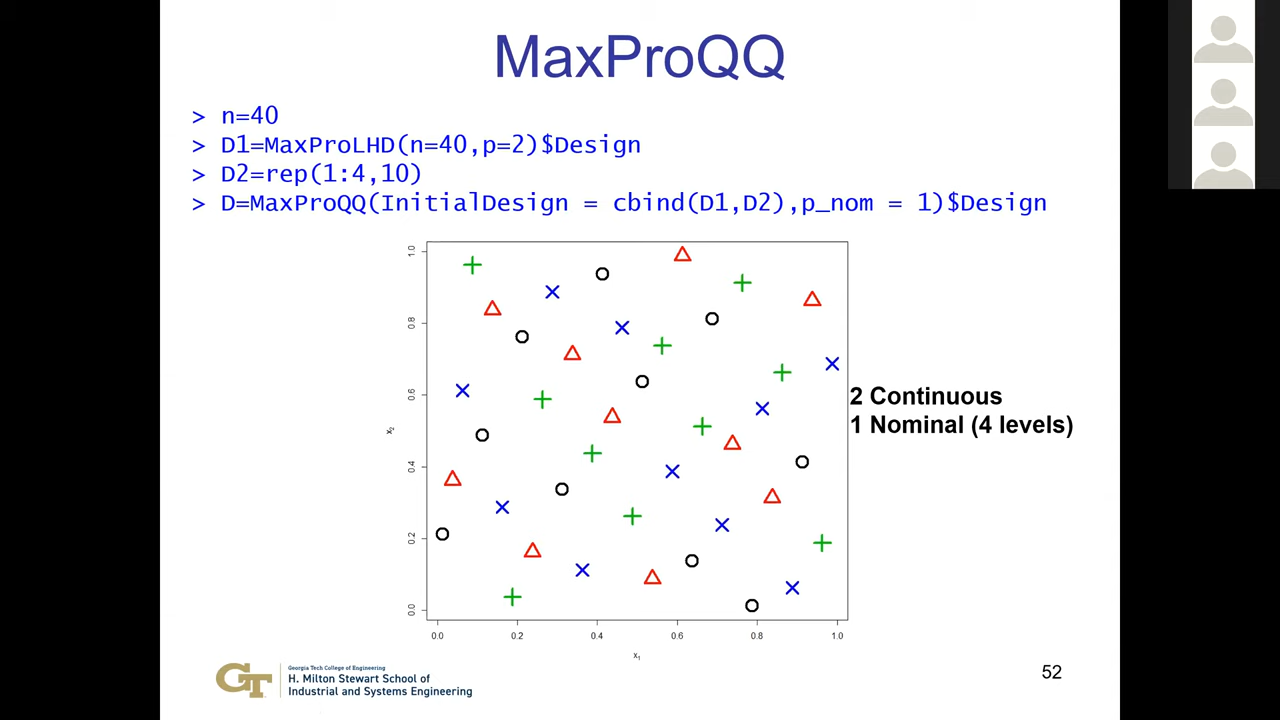 MaxProQQ
> n=40
> D1=MaxProLHD(n=40,p=2)$Design
> D2=rep(1:4,10)
> D=MaxProQQ(InitialDesign = cbind(D1,D2),p_nom = 1)$Design
1.0
0.8
0.6
0.4
0.2
0.0
x2
0.0 0.2 0.4 0.6 0.8 1.0
x1
2 Continuous
1 Nominal (4 levels)
GT
Georgia Tech College of Engineering
H. Milton Stewart School of
Industrial and Systems Engineering
52